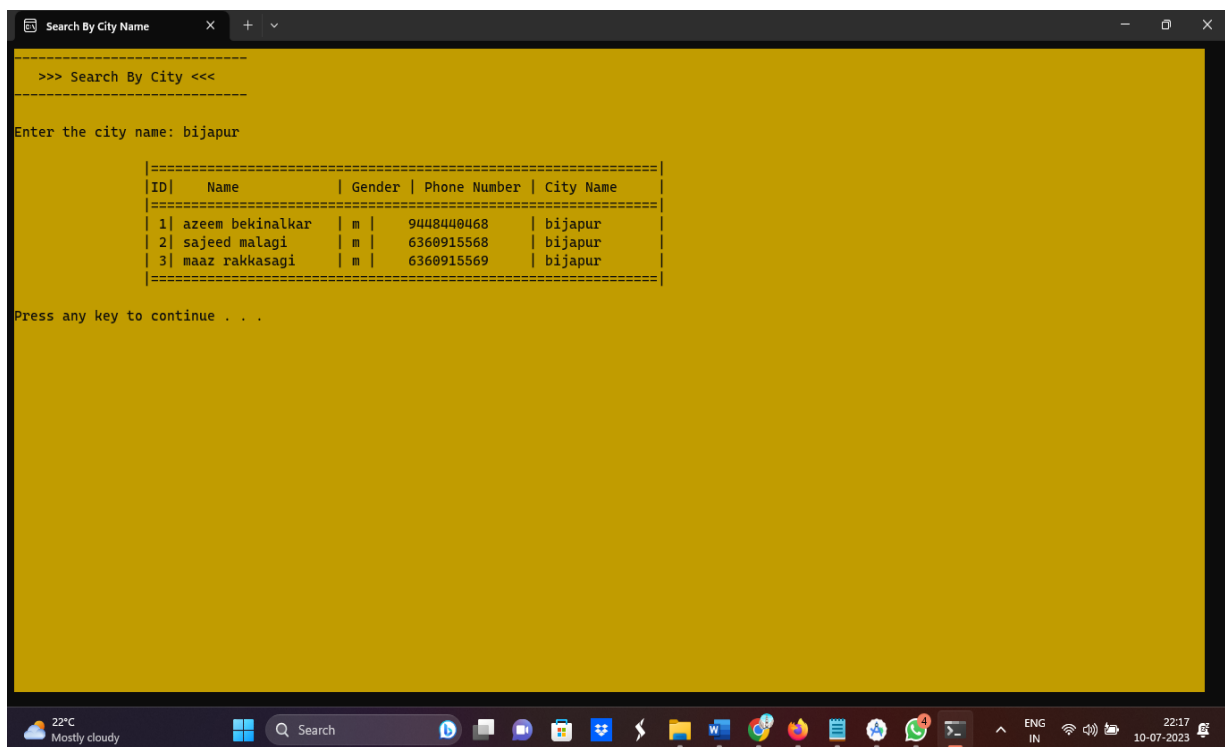 Search By City Name
-----------------------------
>>> Search By City <<<
-----------------------------
Enter the city name: bijapur
|===============================================================|
|ID|    Name            | Gender | Phone Number | City Name     |
|===============================================================|
| 1| azeem bekinalkar   | m |    9448440468     | bijapur       |
| 2| sajeed malagi      | m |    6360915568     | bijapur       |
| 3| maaz rakkasagi     | m |    6360915569     | bijapur       |
|===============================================================|
Press any key to continue . . .
22°C
Mostly cloudy
Search
4
ENG
IN
22:17
10-07-2023